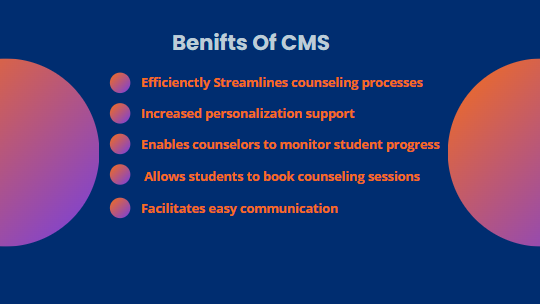 Benifts Of CMS
Efficienctly Streamlines counseling processes
Increased personalization support
Enables counselors to monitor student progress
Allows students to book counseling sessions
Facilitates easy communication